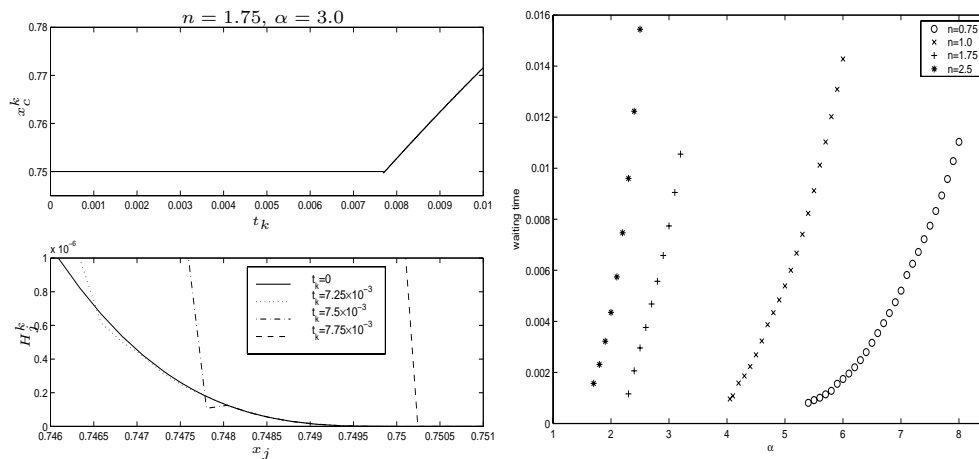 n = 1.75, α = 3.0
0.78
0.77
0.76
0.75
x_c^k
0 0.001 0.002 0.003 0.004 0.005 0.006 0.007 0.008 0.009 0.01
t_k
x 10^-6
1
0.8
0.6
0.4
0.2
0
H_j^k
t_k=0
t_k=7.25×10^-3
t_k=7.5×10^-3
t_k=7.75×10^-3
0.746 0.7465 0.747 0.7475 0.748 0.7485 0.749 0.7495 0.75 0.7505 0.751
x_j
0.016
0.014
0.012
0.01
0.008
0.006
0.004
0.002
0
waiting time
n=0.75
n=1.0
n=1.75
n=2.5
1 2 3 4 5 6 7 8
α